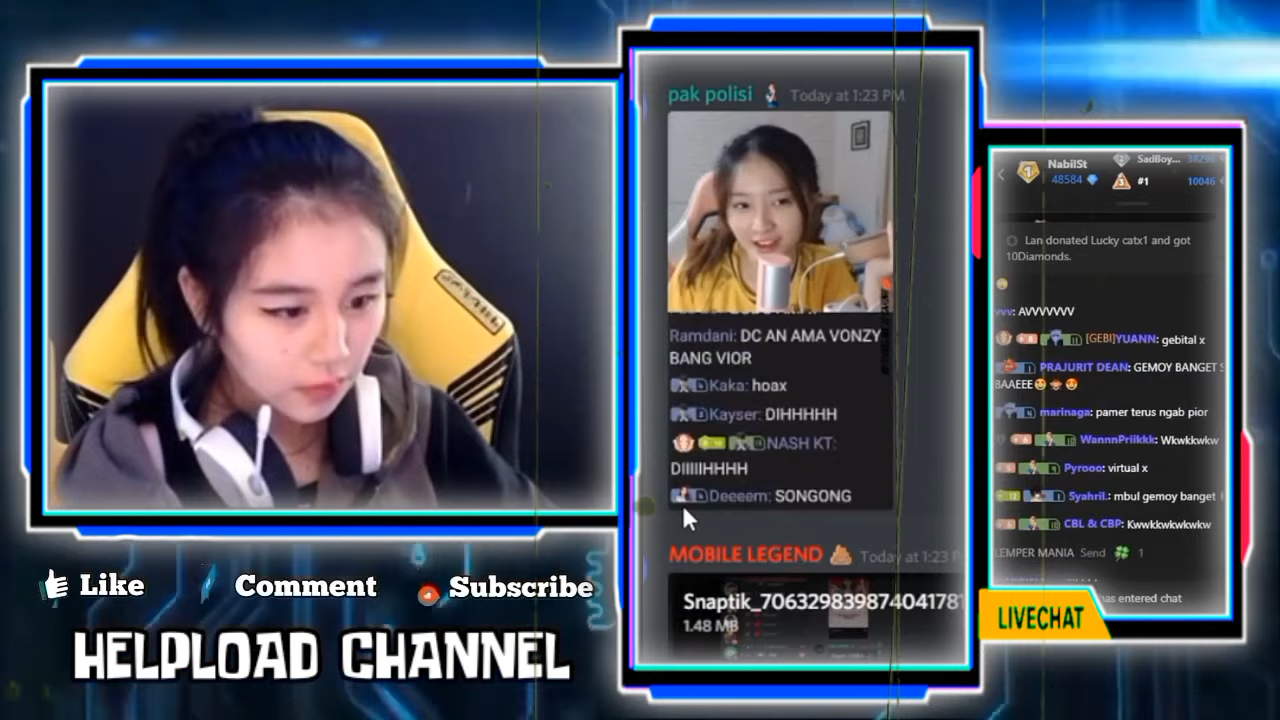 Like
Comment
Subscribe
HELPLOAD CHANNEL
pak polisi
Today at 1:23 PM
Ramdani: DC AN AMA VONZY
BANG VIOR
Kaka: hoax
Kayser: DIHHHHH
NASH KT:
DIIIIIHHHH
Deeeem: SONGONG
MOBILE LEGEND
Today at 1:23 P
Snaptik_706329839874041781
1.48 MB
NabilSt
48584
SadBoy...
38296
#1
10046
Lan donated Lucky catx1 and got
10Diamonds.
vvv: AVVVVVVV
[GEBI]YUANN: gebital x
PRAJURIT DEAN: GEMOY BANGET S
BAAEEE
marinaga: pamer terus ngab pior
WannnPriikkk: Wkwkkwkw
Pyrooo: virtual x
Syahril.: mbul gemoy banget
CBL & CBP: Kwwkkwkwkwkw
LEMPER MANIA Send 1
has entered chat
LIVECHAT